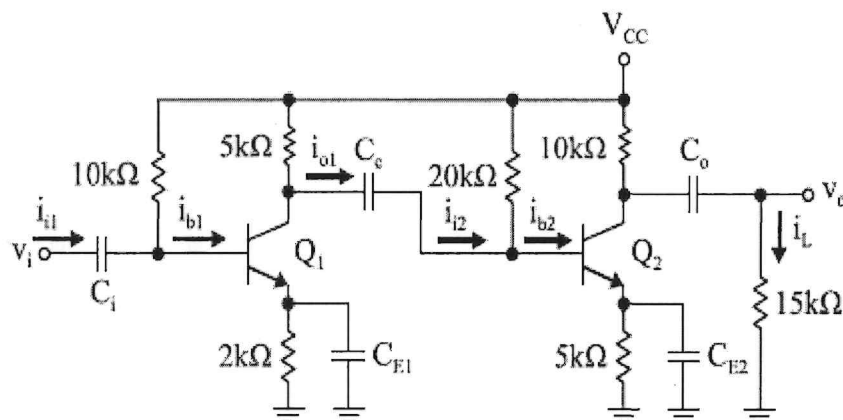 V_CC
5kΩ
i_o1
C_c
10kΩ
C_o
10kΩ
20kΩ
i_i1
i_b1
i_i2
i_b2
v_o
v_i
Q_1
Q_2
i_L
C_i
15kΩ
2kΩ
C_E1
5kΩ
C_E2